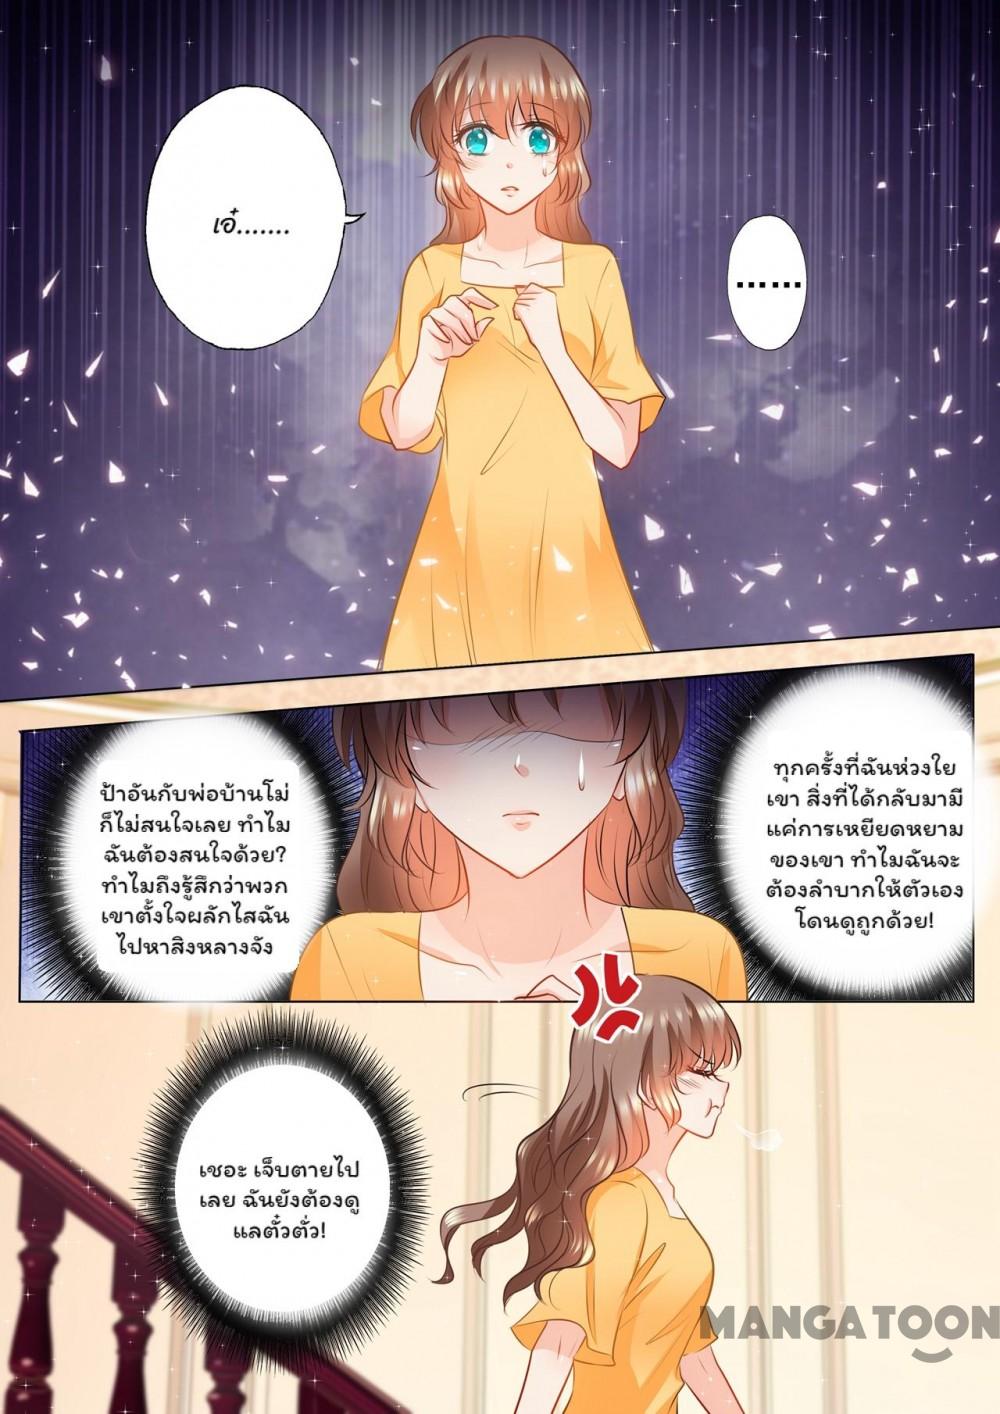 เอ๋.......
......
ป้าอันกับพ่อบ้านโม่
ก็ไม่สนใจเลย ทำไม
ฉันต้องสนใจด้วย?
ทำไมถึงรู้สึกว่าพวก
เขาตั้งใจผลักไสฉัน
ไปหาสิงหลางจัง
ทุกครั้งที่ฉันห่วงใย
เขา สิ่งที่ได้กลับมามี
แค่การเหยียดหยาม
ของเขา ทำไมฉันจะ
ต้องลำบากให้ตัวเอง
โดนดูถูกด้วย!
เชอะ เจ็บตายไป
เลย ฉันยังต้องดู
แลตั๋วตั่ว!
MANGATOON